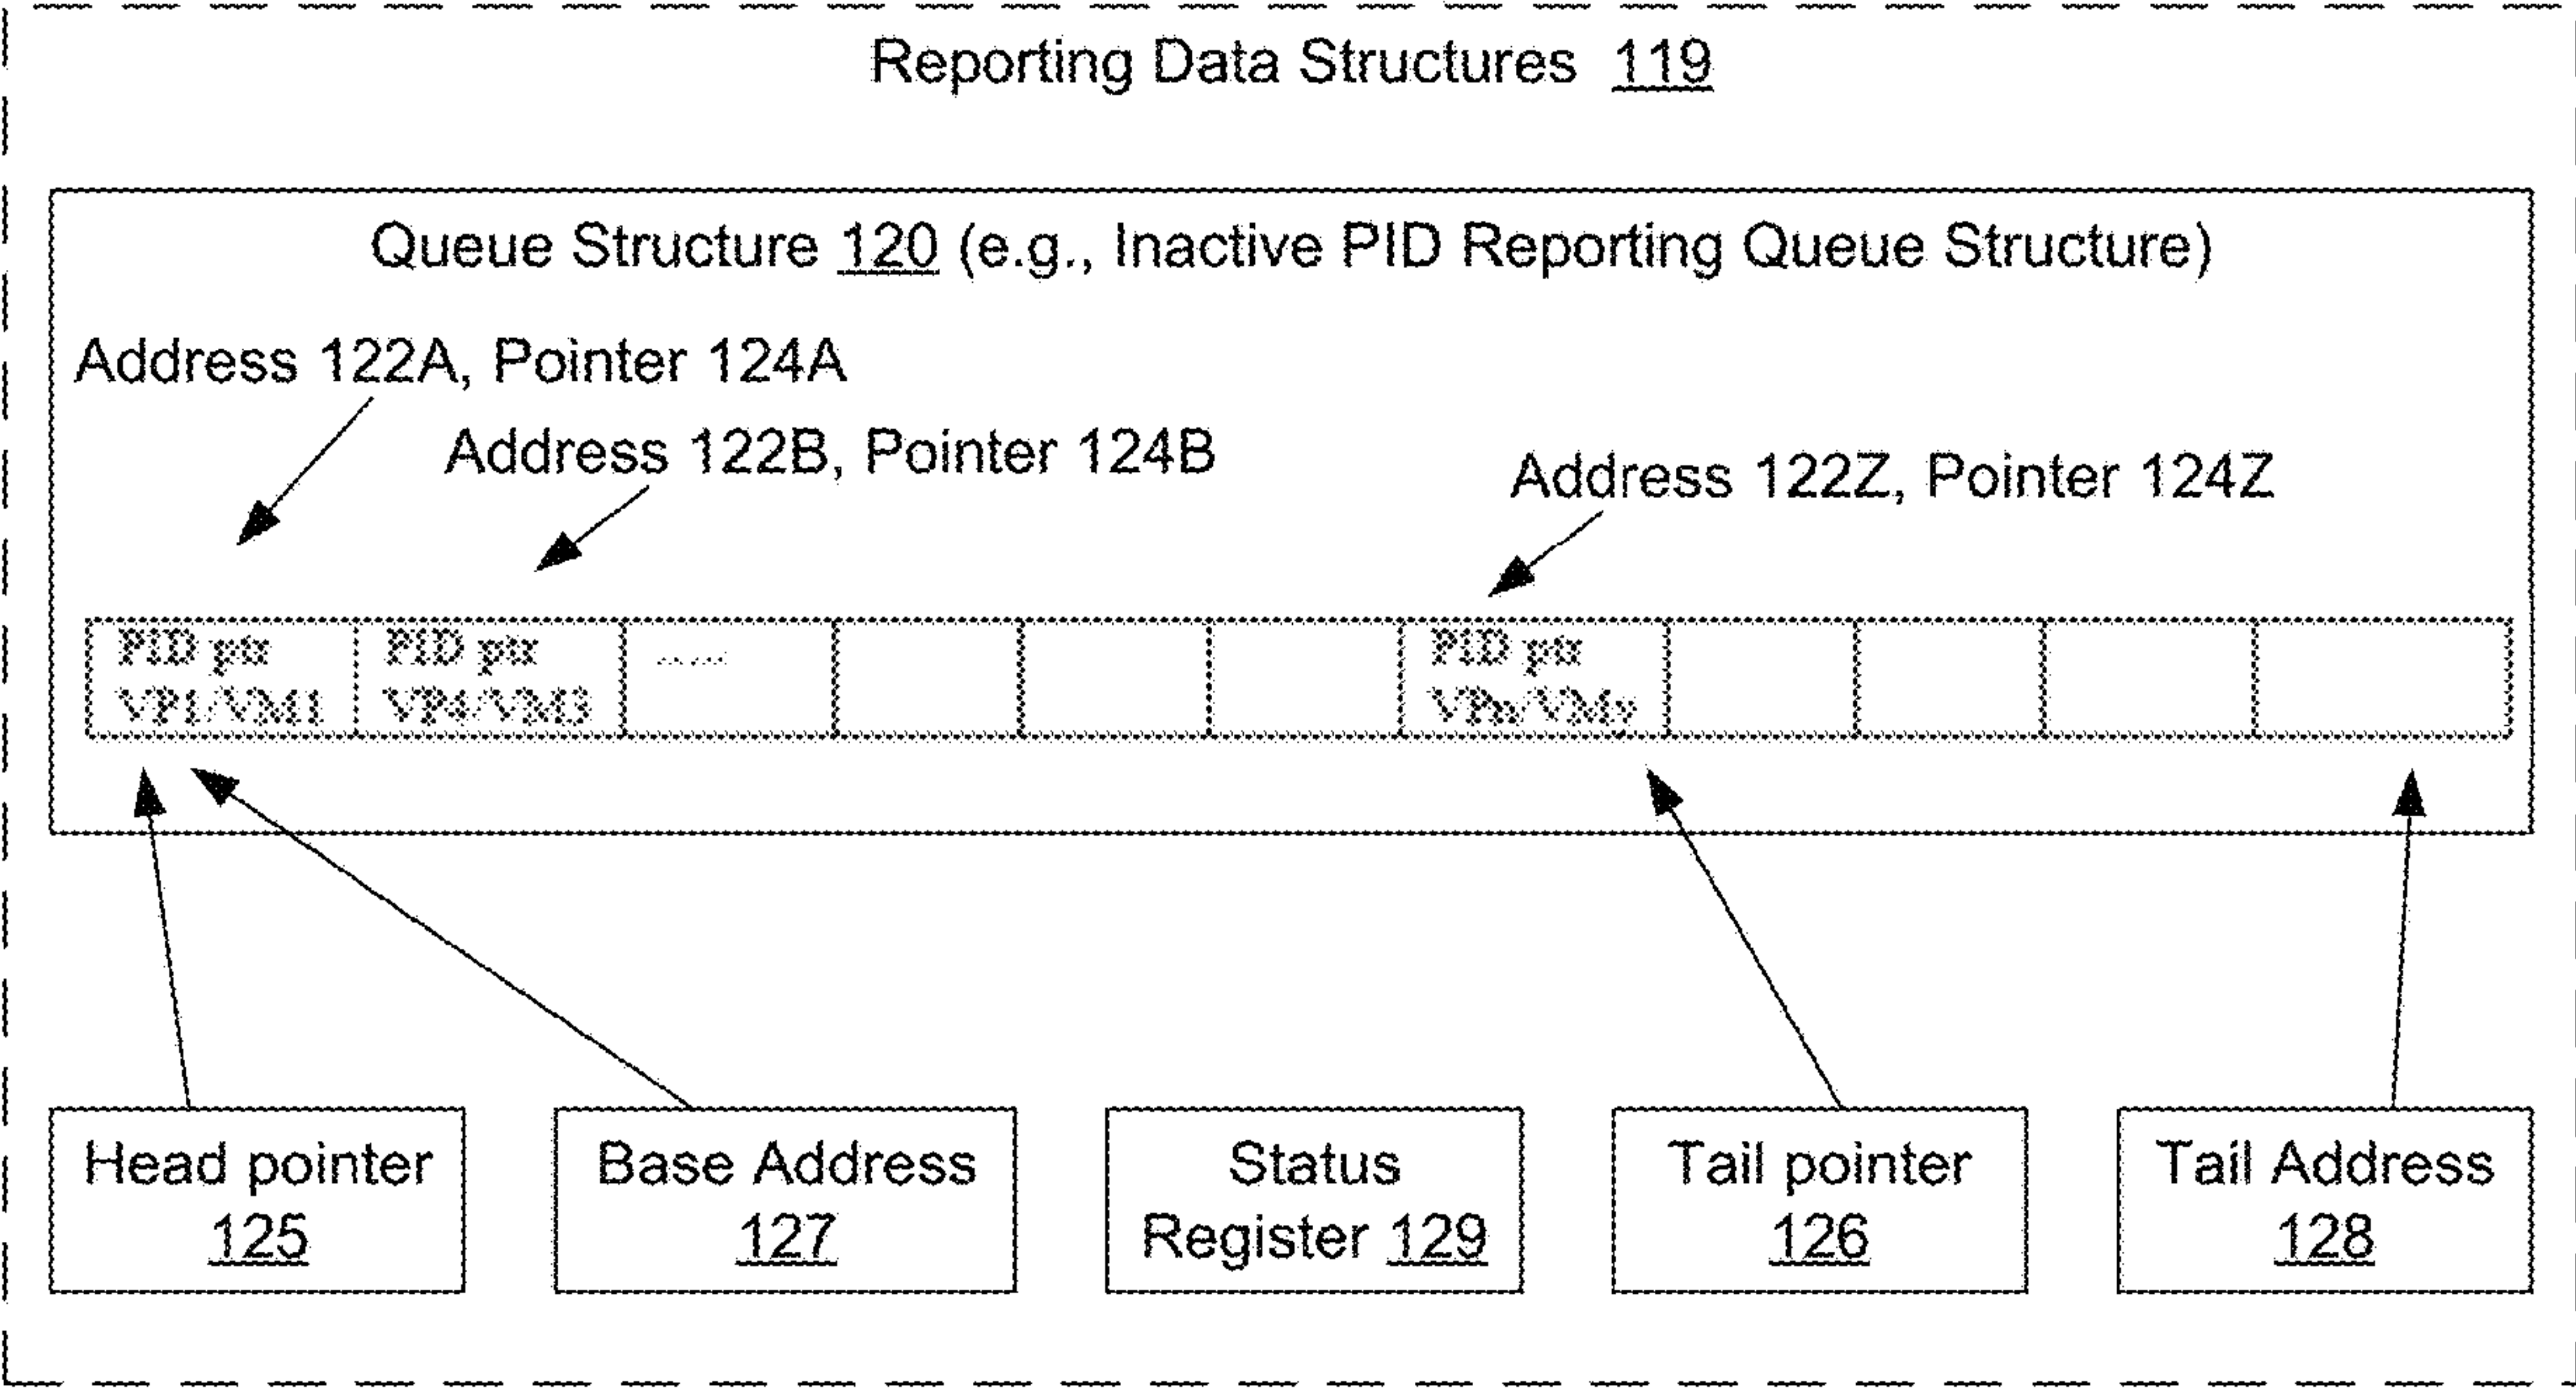 Reporting Data Structures 119
Queue Structure 120 (e.g., Inactive PID Reporting Queue Structure)
Address 122A, Pointer 124A
Address 122B, Pointer 124B
Address 122Z, Pointer 124Z
PID ptr
VP1/VM1
PID ptr
VP4/VM3
......
PID ptr
VPn/VMy
Head pointer
125
Base Address
127
Status
Register 129
Tail pointer
126
Tail Address
128